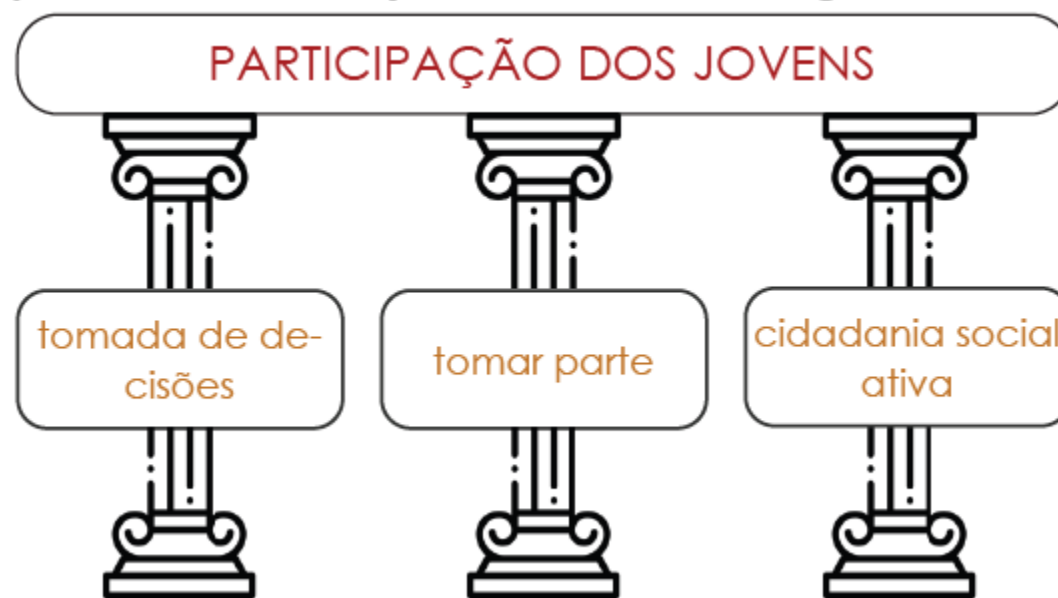 PARTICIPAÇÃO DOS JOVENS
tomada de de-
cisões
tomar parte
cidadania social
ativa